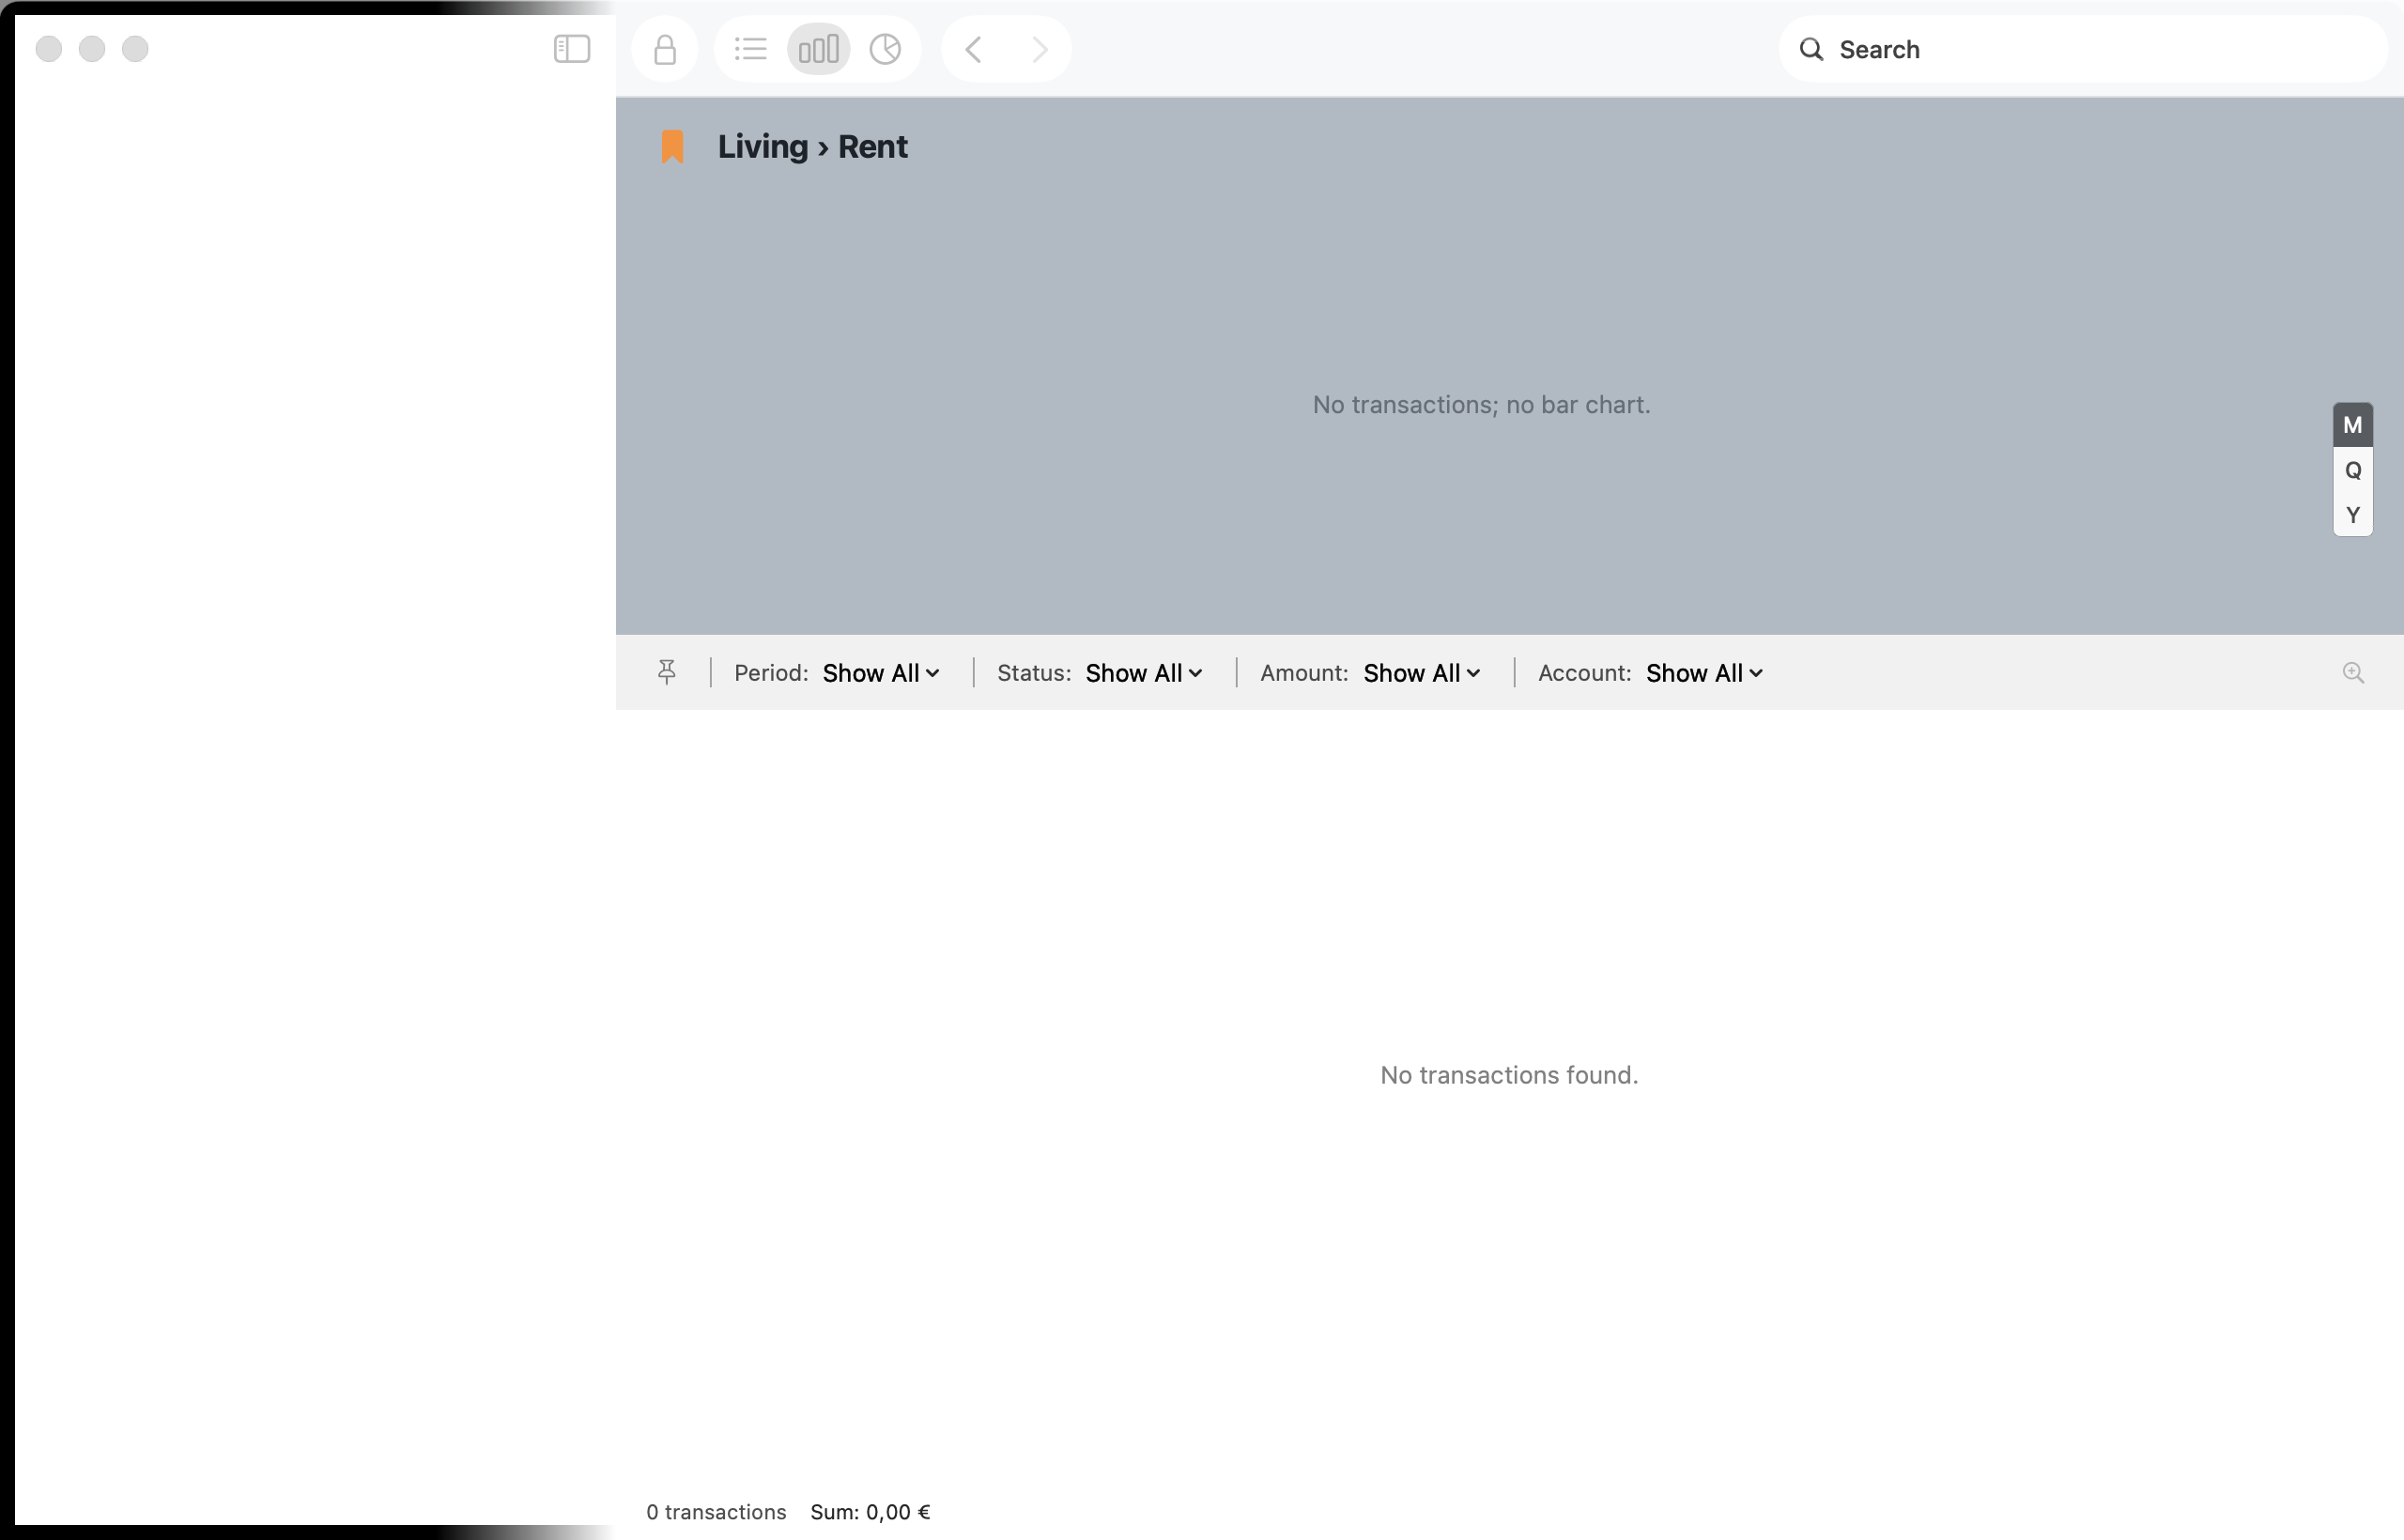 Search
Living › Rent
No transactions; no bar chart.
M
Q
Y
Period: Show All Status: Show All Amount: Show All Account: Show All
No transactions found.
0 transactions Sum: 0,00 €